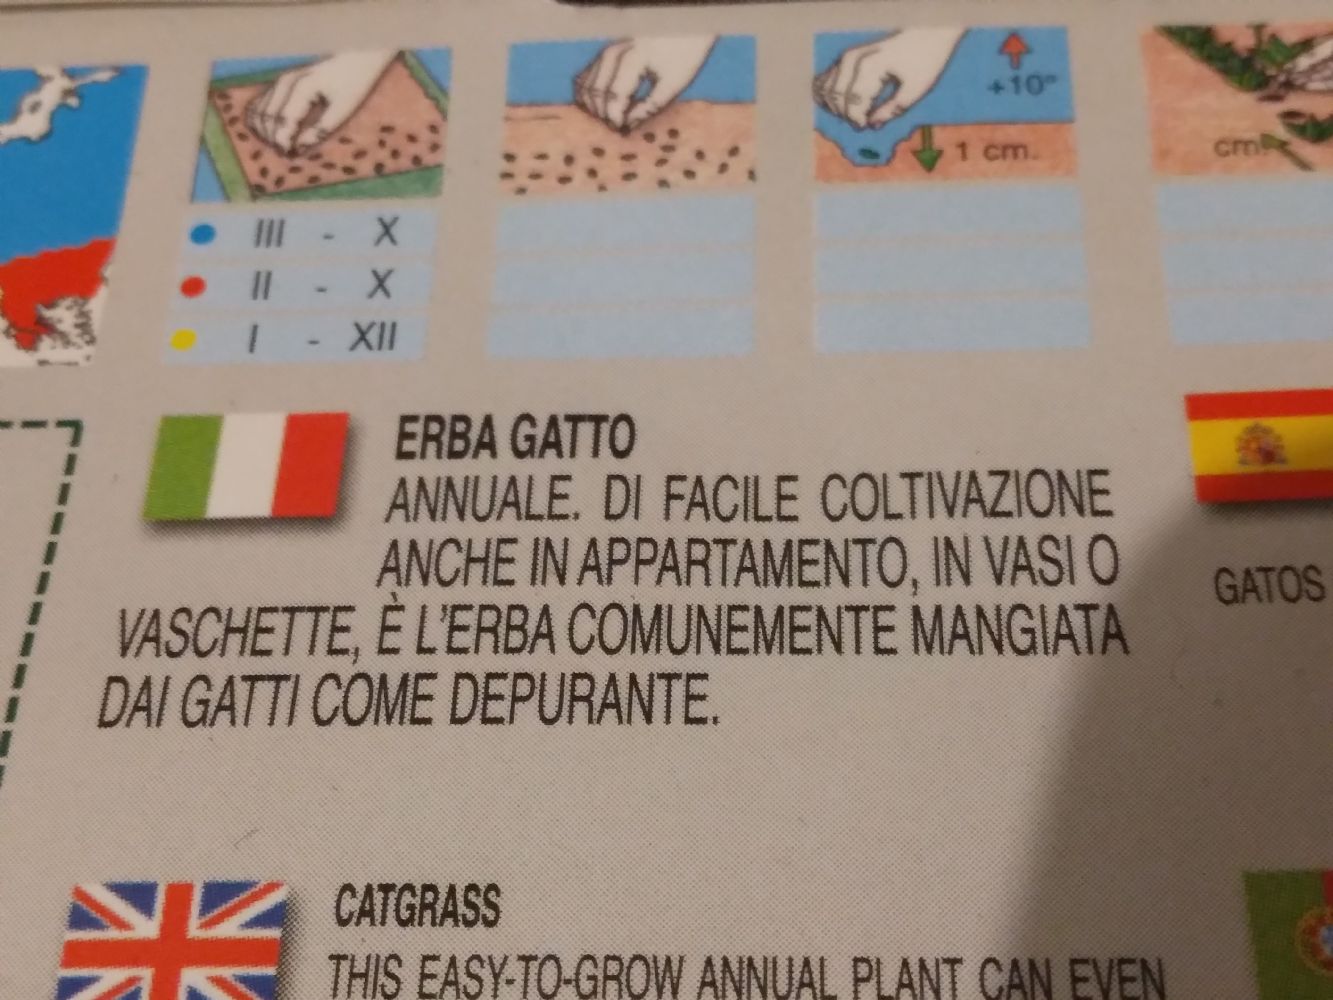 +10°
1 cm.
cm.
III - X
II - X
I - XII
ERBA GATTO
ANNUALE. DI FACILE COLTIVAZIONE
ANCHE IN APPARTAMENTO, IN VASI O
VASCHETTE, È L'ERBA COMUNEMENTE MANGIATA
DAI GATTI COME DEPURANTE.
GATOS
CATGRASS
THIS EASY-TO-GROW ANNUAL PLANT CAN EVEN